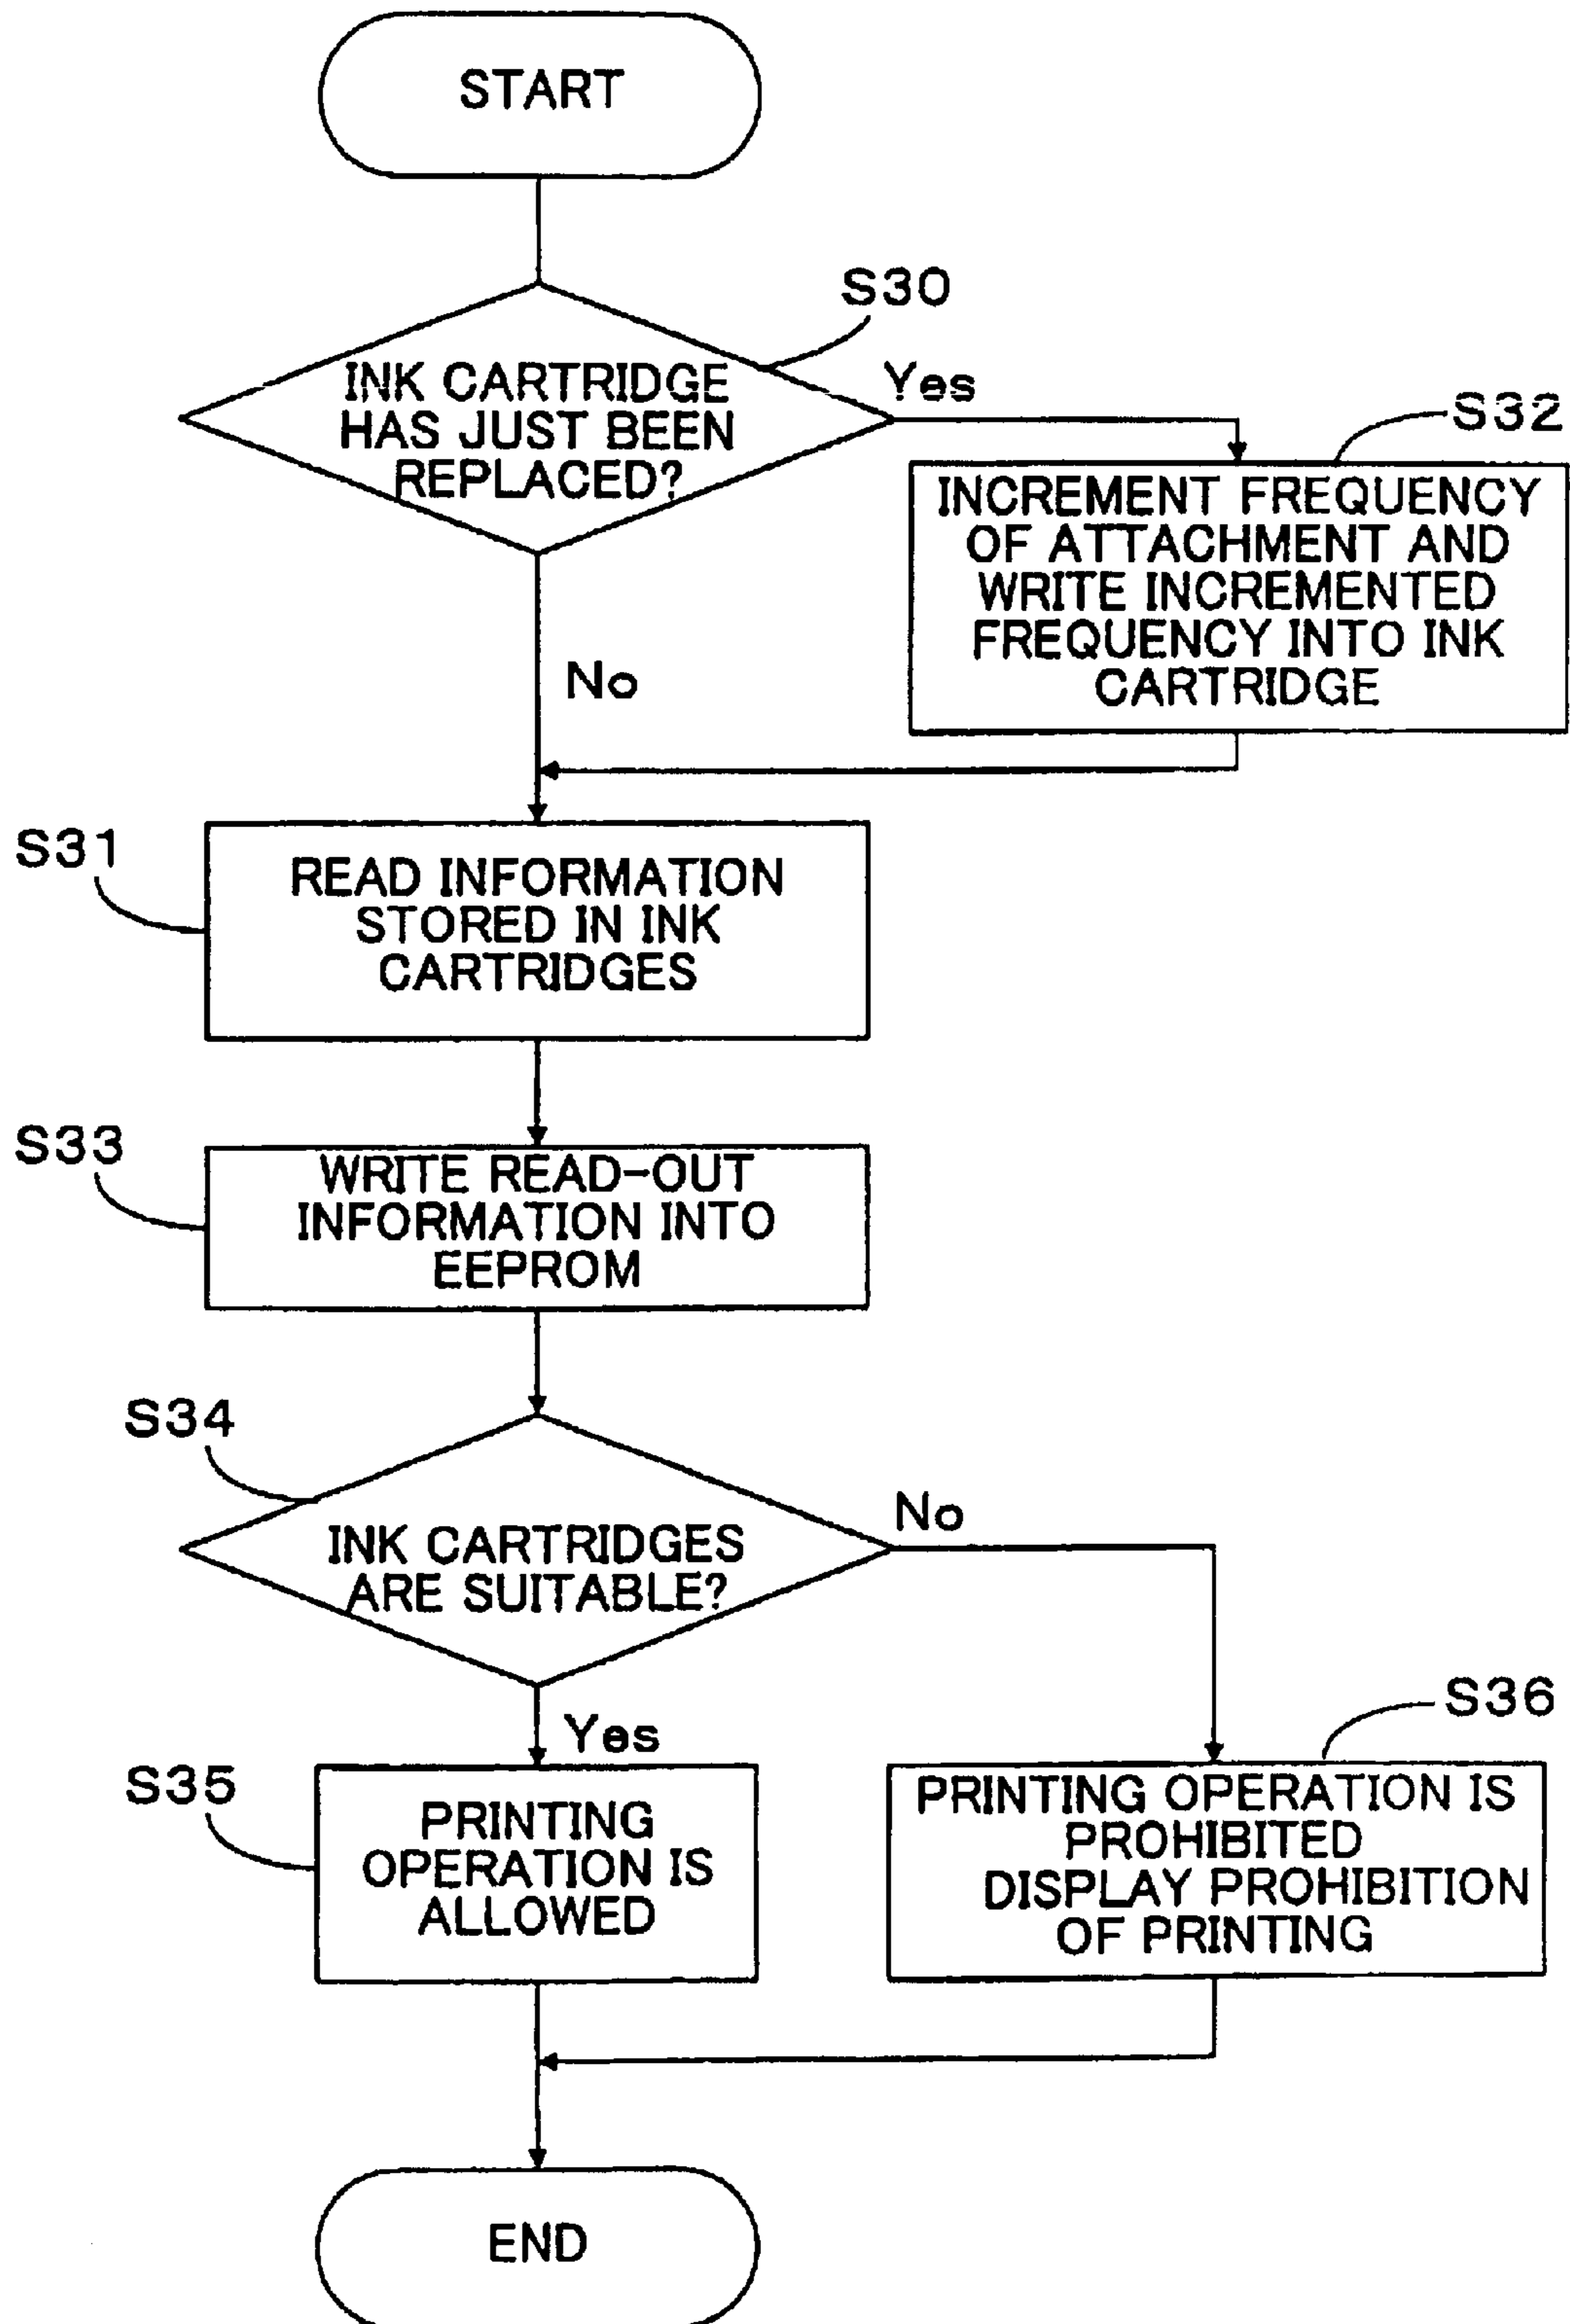 START
S30
INK CARTRIDGE
HAS JUST BEEN
REPLACED?
Yes
S32
INCREMENT FREQUENCY
OF ATTACHMENT AND
WRITE INCREMENTED
FREQUENCY INTO INK
CARTRIDGE
No
S31
READ INFORMATION
STORED IN INK
CARTRIDGES
S33
WRITE READ-OUT
INFORMATION INTO
EEPROM
S34
INK CARTRIDGES
ARE SUITABLE?
No
Yes
S35
PRINTING
OPERATION IS
ALLOWED
S36
PRINTING OPERATION IS
PROHIBITED
DISPLAY PROHIBITION
OF PRINTING
END